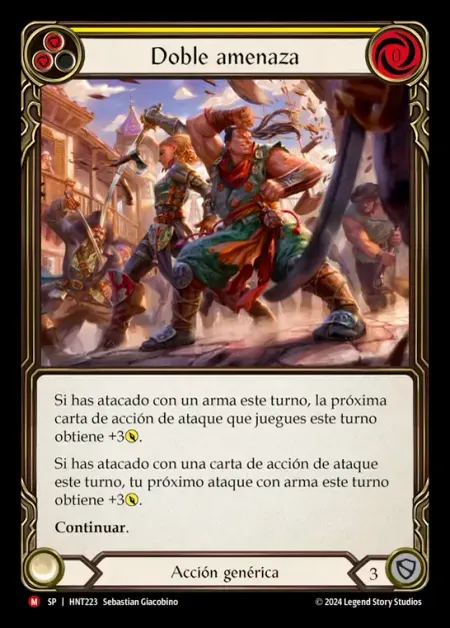 Doble amenaza
0
Si has atacado con un arma este turno, la próxima
carta de acción de ataque que juegues este turno
obtiene +3.
Si has atacado con una carta de acción de ataque
este turno, tu próximo ataque con arma este turno
obtiene +3.
Continuar.
Acción genérica
3
M SP | HNT223 Sebastian Giacobino
© 2024 Legend Story Studios